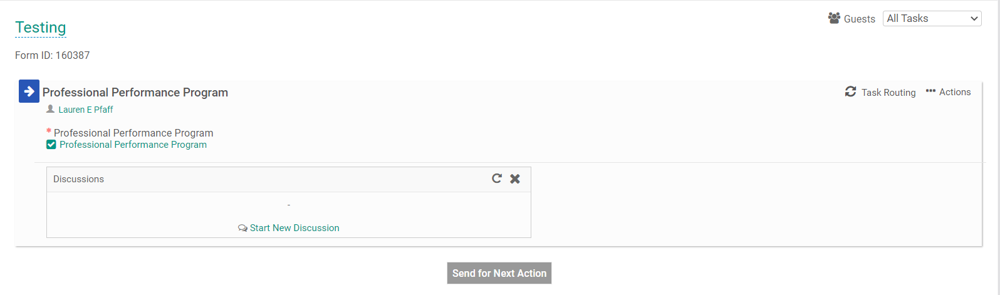 Testing
Guests
All Tasks
Form ID: 160387
Professional Performance Program
Task Routing
Actions
Lauren E Pfaff
* Professional Performance Program
Professional Performance Program
Discussions
-
Start New Discussion
Send for Next Action